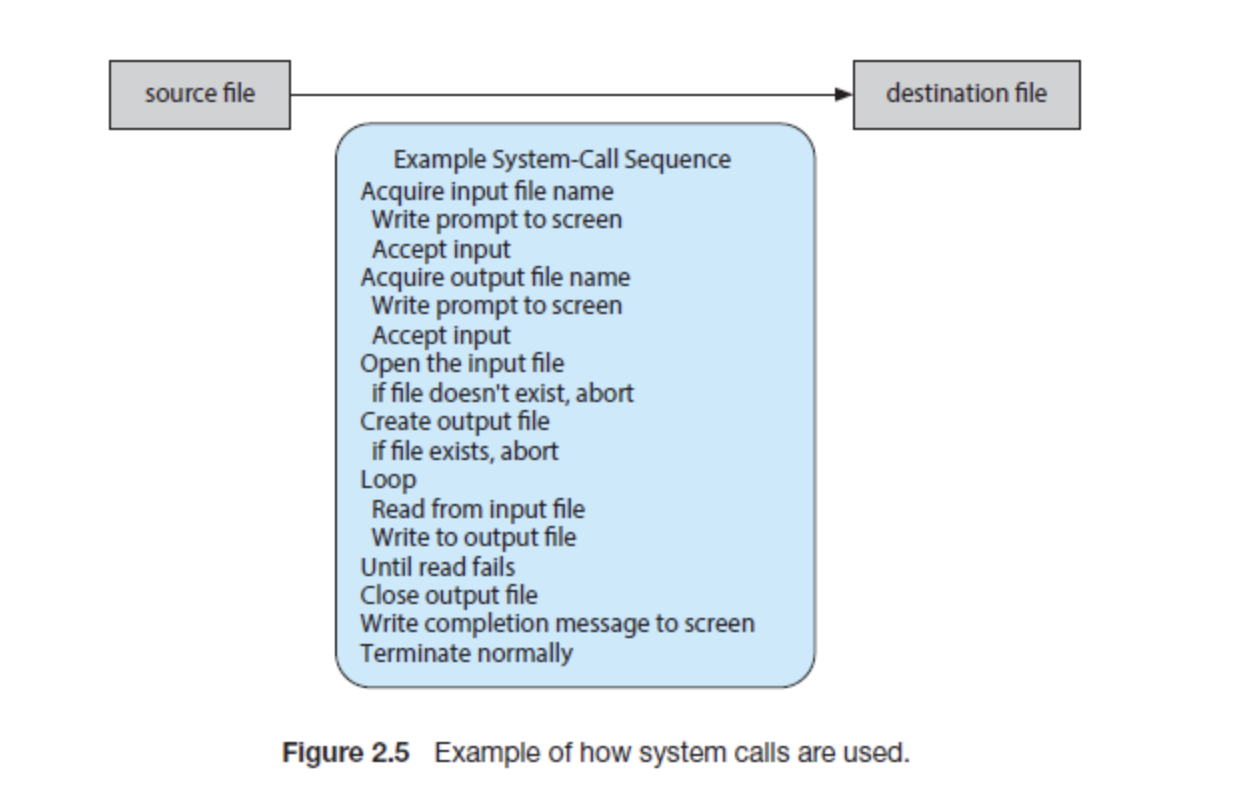 source file
destination file
Example System-Call Sequence
Acquire input file name
Write prompt to screen
Accept input
Acquire output file name
Write prompt to screen
Accept input
Open the input file
if file doesn't exist, abort
Create output file
if file exists, abort
Loop
Read from input file
Write to output file
Until read fails
Close output file
Write completion message to screen
Terminate normally
Figure 2.5 Example of how system calls are used.